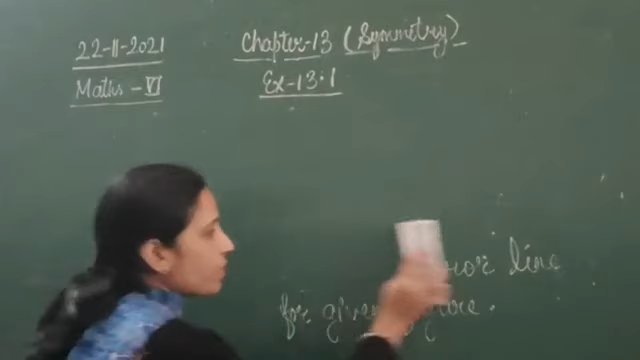 22-11-2021
Chapter-13 (Symmetry)
Maths - VI
Ex-13:1
line
for given